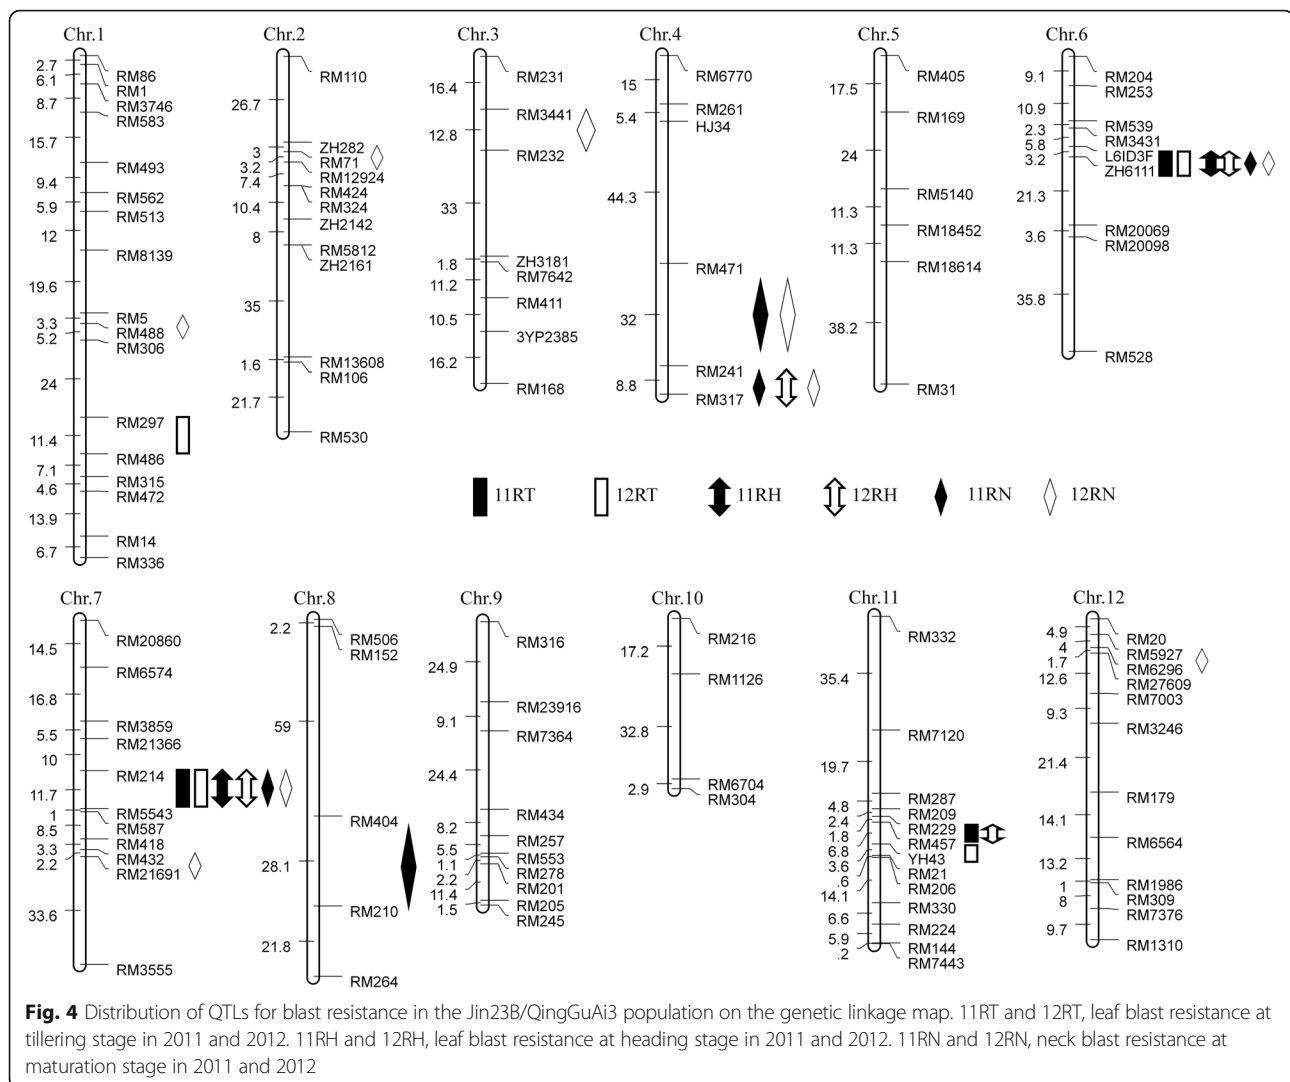 Chr.1
Chr.2
Chr.3
Chr.4
Chr.5
Chr.6
2.7
6.1
8.7
15.7
9.4
5.9
12
19.6
3.3
5.2
24
11.4
7.1
4.6
13.9
6.7
RM86
RM1
RM3746
RM583
RM493
RM562
RM513
RM8139
RM5
RM488
RM306
RM297
RM486
RM315
RM472
RM14
RM336
26.7
3
3.2
7.4
10.4
8
35
1.6
21.7
RM110
ZH282
RM71
RM12924
RM424
RM324
ZH2142
RM5812
ZH2161
RM13608
RM106
RM530
16.4
12.8
33
1.8
11.2
10.5
16.2
RM231
RM3441
RM232
ZH3181
RM7642
RM411
3YP2385
RM168
15
5.4
44.3
32
8.8
RM6770
RM261
HJ34
RM471
RM241
RM317
17.5
24
11.3
11.3
38.2
RM405
RM169
RM5140
RM18452
RM18614
RM31
9.1
10.9
2.3
5.8
3.2
21.3
3.6
35.8
RM204
RM253
RM539
RM3431
L6ID3F
ZH6111
RM20069
RM20098
RM528
11RT
12RT
11RH
12RH
11RN
12RN
Chr.7
Chr.8
Chr.9
Chr.10
Chr.11
Chr.12
14.5
16.8
5.5
10
11.7
1
8.5
3.3
2.2
33.6
RM20860
RM6574
RM3859
RM21366
RM214
RM5543
RM587
RM418
RM432
RM21691
RM3555
2.2
59
28.1
21.8
RM506
RM152
RM404
RM210
RM264
24.9
9.1
24.4
8.2
5.5
1.1
2.2
11.4
1.5
RM316
RM23916
RM7364
RM434
RM257
RM553
RM278
RM201
RM205
RM245
17.2
32.8
2.9
RM216
RM1126
RM6704
RM304
35.4
19.7
4.8
2.4
1.8
6.8
3.6
.6
14.1
6.6
5.9
.2
RM332
RM7120
RM287
RM209
RM229
RM457
YH43
RM21
RM206
RM330
RM224
RM144
RM7443
4.9
4
1.7
12.6
9.3
21.4
14.1
13.2
1
8
9.7
RM20
RM5927
RM6296
RM27609
RM7003
RM3246
RM179
RM6564
RM1986
RM309
RM7376
RM1310
Fig. 4 Distribution of QTLs for blast resistance in the Jin23B/QingGuAi3 population on the genetic linkage map. 11RT and 12RT, leaf blast resistance at
tillering stage in 2011 and 2012. 11RH and 12RH, leaf blast resistance at heading stage in 2011 and 2012. 11RN and 12RN, neck blast resistance at
maturation stage in 2011 and 2012